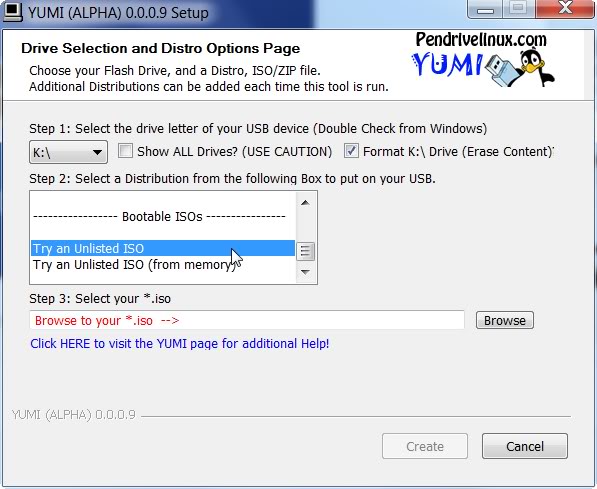 YUMI (ALPHA) 0.0.0.9 Setup
Drive Selection and Distro Options Page
Choose your Flash Drive, and a Distro, ISO/ZIP file.
Additional Distributions can be added each time this tool is run.
Pendrivelinux.com
YUMI
Step 1: Select the drive letter of your USB device (Double Check from Windows)
K:\ Show ALL Drives? (USE CAUTION) Format K:\ Drive (Erase Content)?
Step 2: Select a Distribution from the following Box to put on your USB.
----------------- Bootable ISOs ----------------
Try an Unlisted ISO
Try an Unlisted ISO (from memory)
Step 3: Select your *.iso
Browse to your *.iso -->
Browse
Click HERE to visit the YUMI page for additional Help!
YUMI (ALPHA) 0.0.0.9
Create Cancel